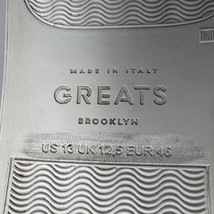 MADE IN ITALY
GREATS
BROOKLYN
US 13 UK 12,5 EUR 46